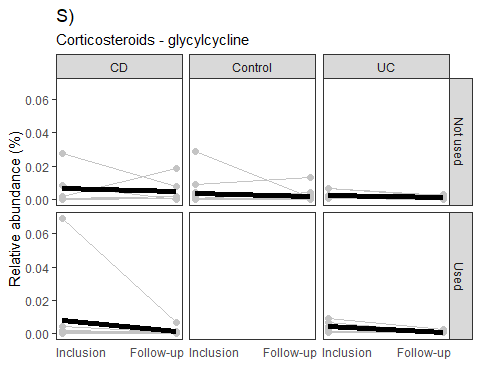 S)
Corticosteroids - glycylcycline
CD Control UC
Relative abundance (%)
0.06
0.04
0.02
0.00
Not used
0.06
0.04
0.02
0.00
Used
Inclusion Follow-up Inclusion Follow-up Inclusion Follow-up